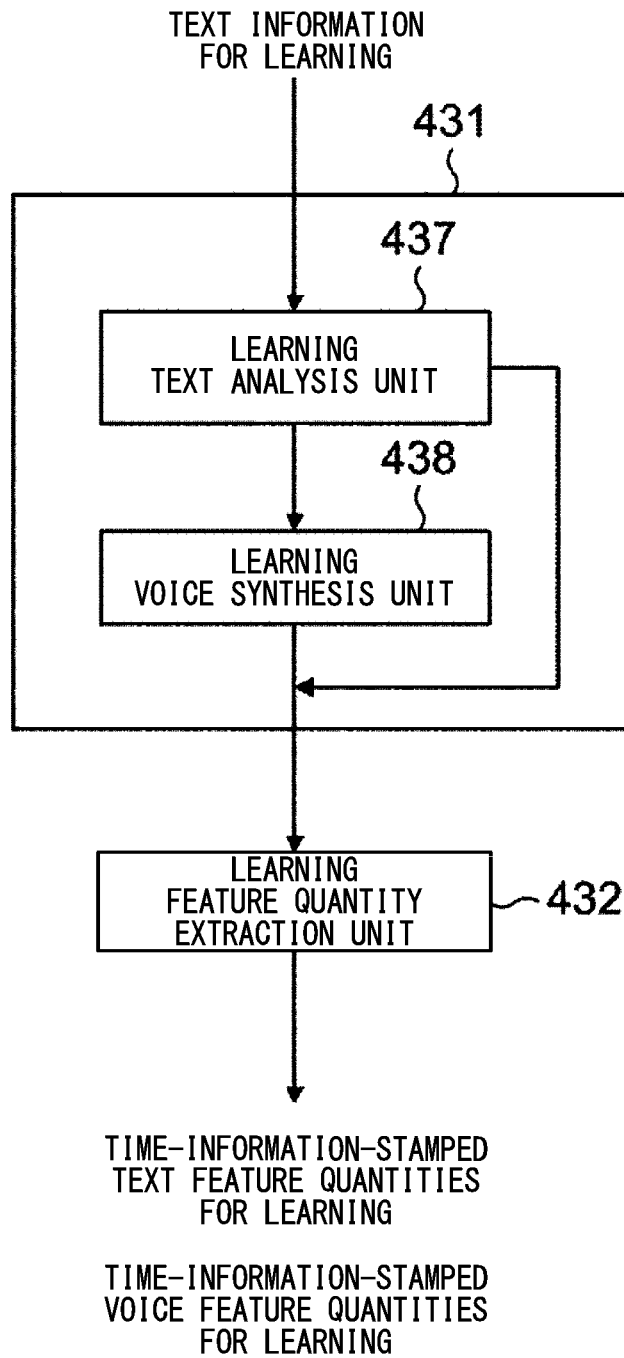 TEXT INFORMATION
FOR LEARNING
431
437
LEARNING
TEXT ANALYSIS UNIT
438
LEARNING
VOICE SYNTHESIS UNIT
LEARNING
FEATURE QUANTITY
EXTRACTION UNIT
432
TIME-INFORMATION-STAMPED
TEXT FEATURE QUANTITIES
FOR LEARNING
TIME-INFORMATION-STAMPED
VOICE FEATURE QUANTITIES
FOR LEARNING